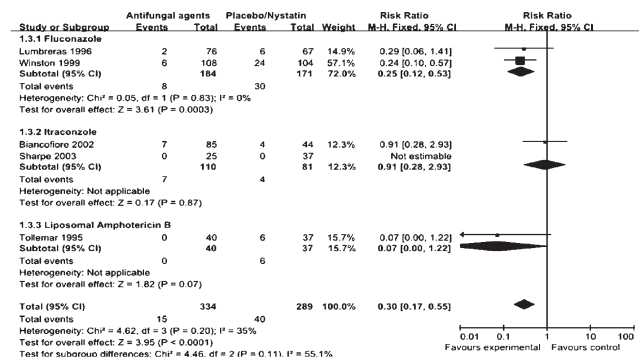 Antifungal agents Placebo/Nystatin Risk Ratio Risk Ratio
Study or Subgroup Events Total Events Total Weight M-H, Fixed, 95% CI M-H, Fixed, 95% CI
1.3.1 Fluconazole
Lumbreras 1996 2 76 6 67 14.9% 0.29 [0.06, 1.41]
Winston 1999 6 108 24 104 57.1% 0.24 [0.10, 0.57]
Subtotal (95% CI) 184 171 72.0% 0.25 [0.12, 0.53]
Total events 8 30
Heterogeneity: Chi² = 0.05, df = 1 (P = 0.83); I² = 0%
Test for overall effect: Z = 3.61 (P = 0.0003)
1.3.2 Itraconzole
Biancofiore 2002 7 85 4 44 12.3% 0.91 [0.28, 2.93]
Sharpe 2003 0 25 0 37 Not estimable
Subtotal (95% CI) 110 81 12.3% 0.91 [0.28, 2.93]
Total events 7 4
Heterogeneity: Not applicable
Test for overall effect: Z = 0.17 (P = 0.87)
1.3.3 Liposomal Amphotericin B
Tollemar 1995 0 40 6 37 15.7% 0.07 [0.00, 1.22]
Subtotal (95% CI) 40 37 15.7% 0.07 [0.00, 1.22]
Total events 0 6
Heterogeneity: Not applicable
Test for overall effect: Z = 1.82 (P = 0.07)
Total (95% CI) 334 289 100.0% 0.30 [0.17, 0.55]
Total events 15 40
Heterogeneity: Chi² = 4.62, df = 3 (P = 0.20); I² = 35%
Test for overall effect: Z = 3.95 (P < 0.0001)
Test for subgroup differences: Chi² = 4.46, df = 2 (P = 0.11), I² = 55.1%
0.01 0.1 1 10 100
Favours experimental Favours control